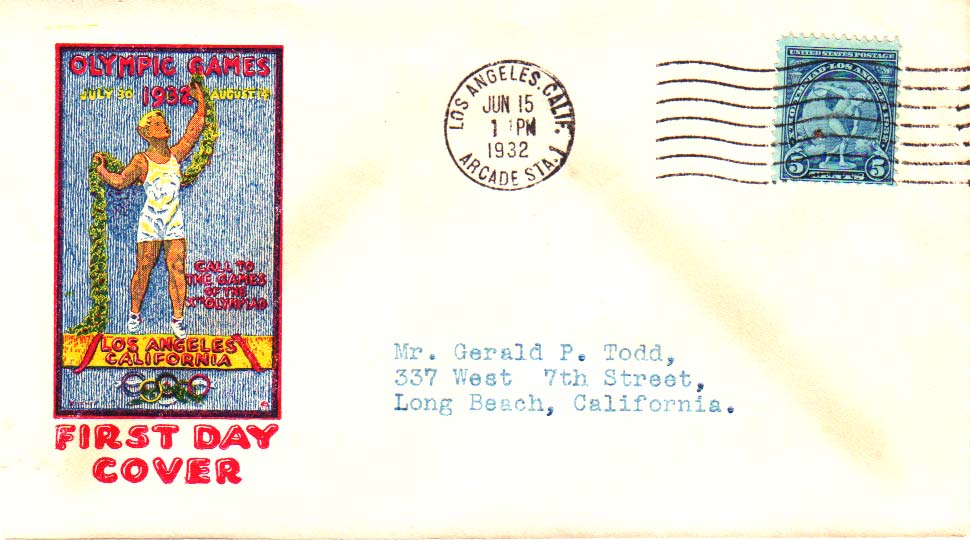 OLYMPIC GAMES
JULY 30 1932 AUGUST 14
CALL TO
THE GAMES
OF THE
Xth OLYMPIAD
LOS ANGELES
CALIFORNIA
FIRST DAY
COVER
LOS ANGELES, CALIF.
JUN 15
1 PM
1932
ARCADE STA. 1
UNITED STATES POSTAGE
5 CENTS 5
Mr. Gerald P. Todd,
337 West 7th Street,
Long Beach, California.